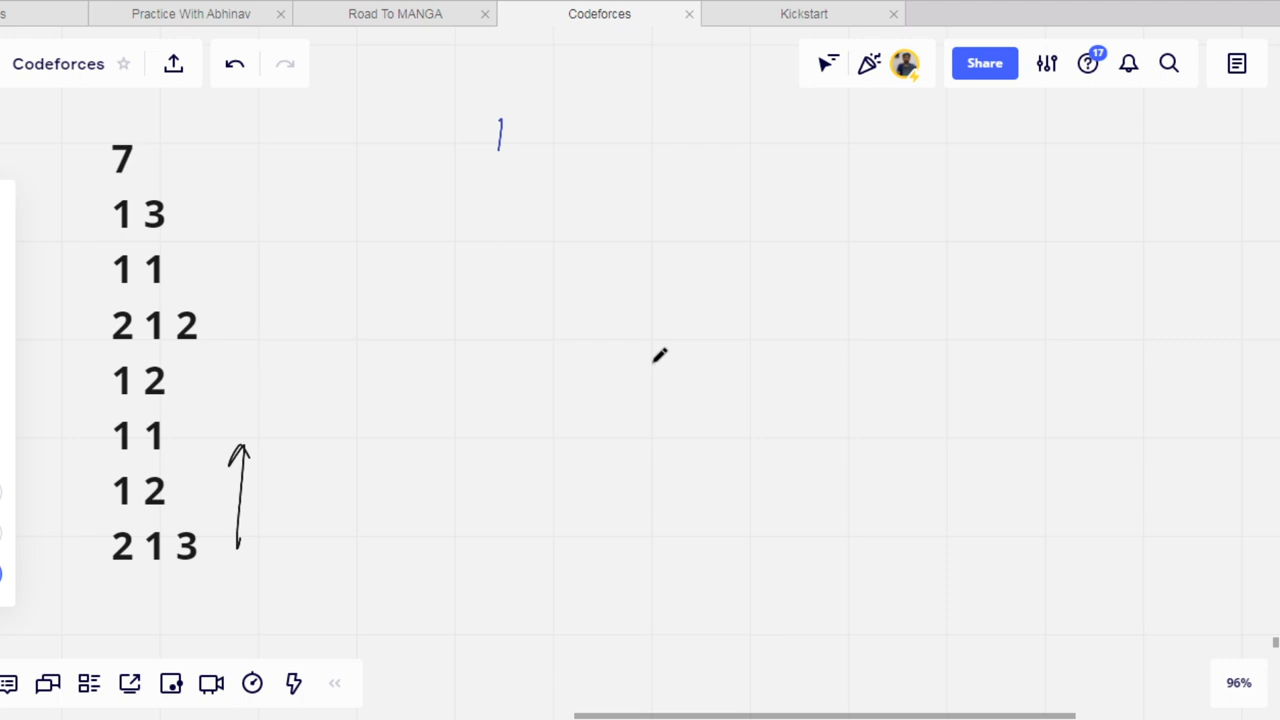 s Practice With Abhinav Road To MANGA Codeforces Kickstart
Codeforces Share 17
1
7
1 3
1 1
2 1 2
1 2
1 1
1 2
2 1 3
96%